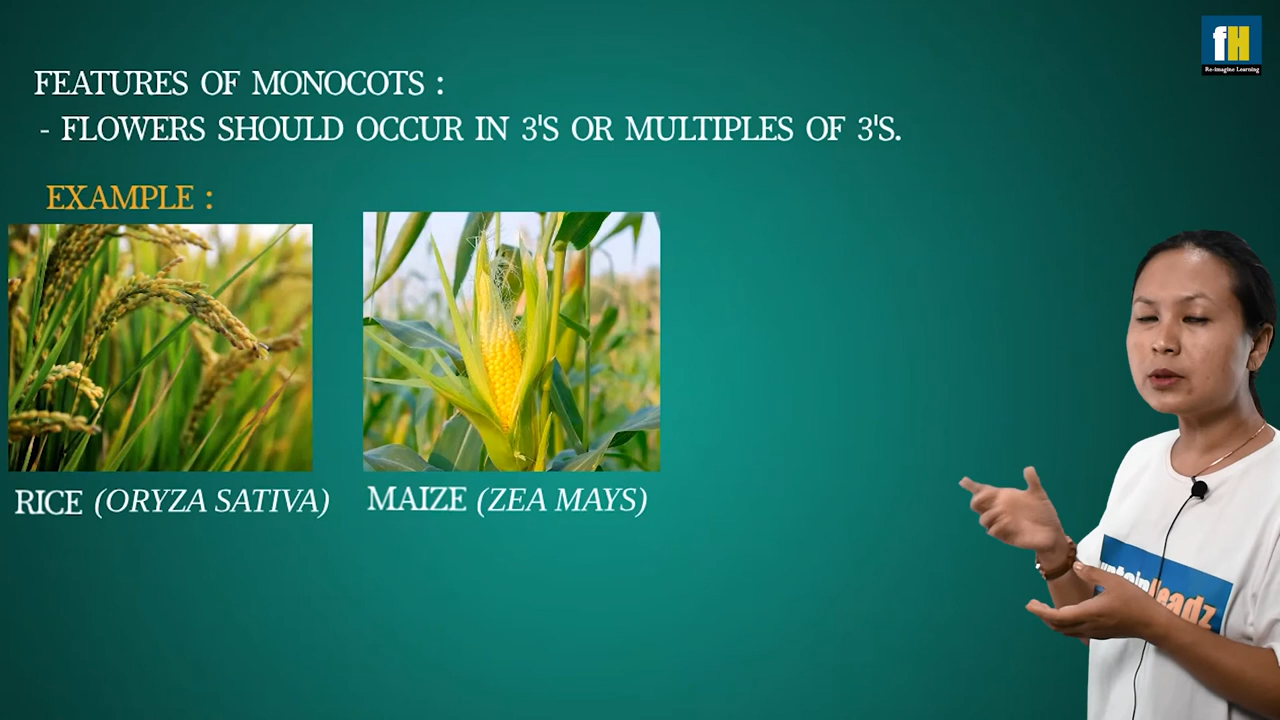 fH
Re-imagine Learning
FEATURES OF MONOCOTS :
- FLOWERS SHOULD OCCUR IN 3'S OR MULTIPLES OF 3'S.
EXAMPLE :
RICE (ORYZA SATIVA)
MAIZE (ZEA MAYS)